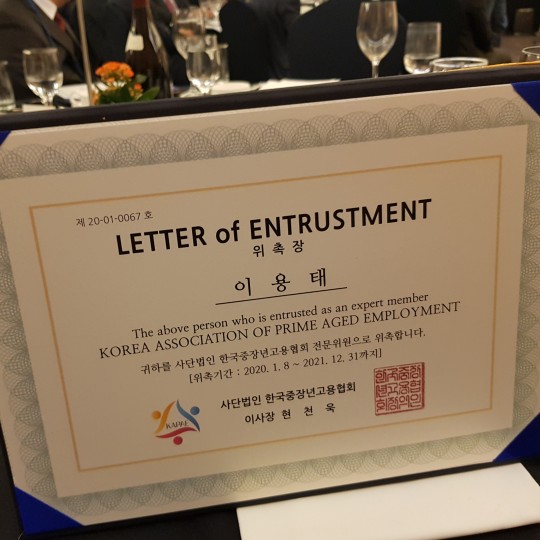 제 20-01-0067 호
LETTER of ENTRUSTMENT
위 촉 장
이 용 태
The above person who is entrusted as an expert member
KOREA ASSOCIATION OF PRIME AGED EMPLOYMENT
귀하를 사단법인 한국중장년고용협회 전문위원으로 위촉합니다.
[위촉기간 : 2020. 1. 8 ~ 2021. 12. 31까지]
사단법인 한국중장년고용협회
이사장 현 천 욱